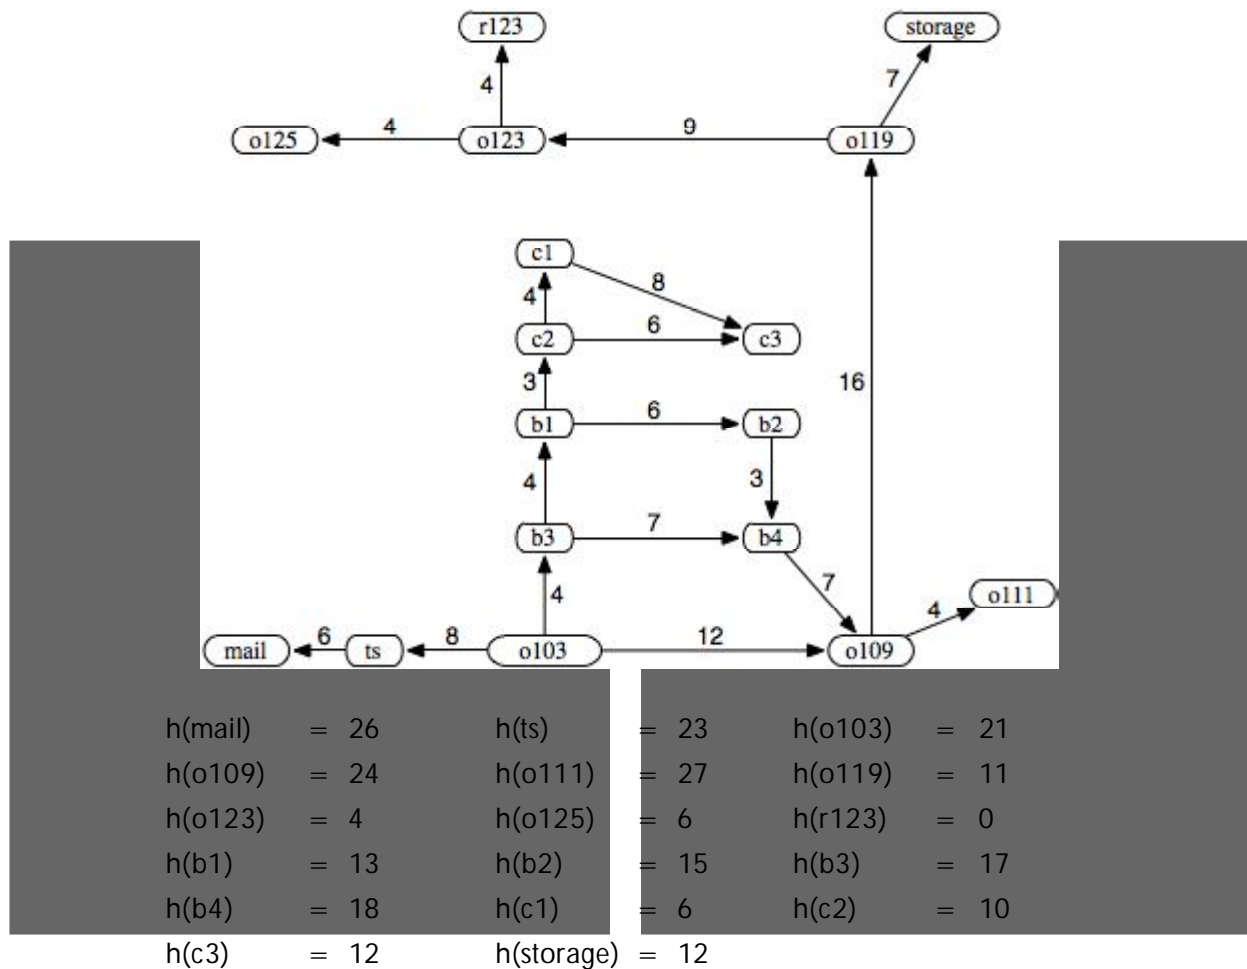 r123 storage
4 7
o125 4 o123 9 o119
c1
4 8
c2 6 c3
3 16
b1 6 b2
4 3
b3 7 b4
4 7 4 o111
mail 6 ts 8 o103 12 o109
h(mail) = 26 h(ts) = 23 h(o103) = 21
h(o109) = 24 h(o111) = 27 h(o119) = 11
h(o123) = 4 h(o125) = 6 h(r123) = 0
h(b1) = 13 h(b2) = 15 h(b3) = 17
h(b4) = 18 h(c1) = 6 h(c2) = 10
h(c3) = 12 h(storage) = 12